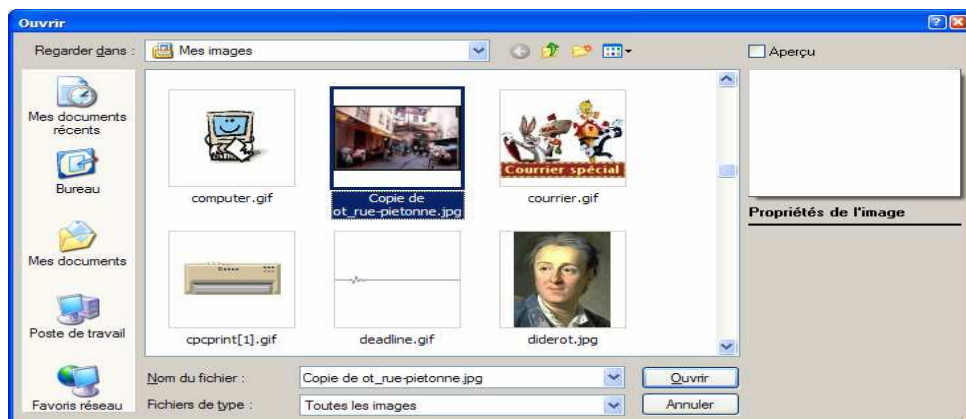 Ouvrir
Regarder dans :
Mes images
Aperçu
Mes documents
récents
Bureau
Mes documents
Poste de travail
Favoris réseau
computer.gif
Copie de
ot_rue-pietonne.jpg
Courrier spécial
courrier.gif
cpcprint[1].gif
deadline.gif
diderot.jpg
Propriétés de l'image
Nom du fichier :
Copie de ot_rue-pietonne.jpg
Ouvrir
Fichiers de type :
Toutes les images
Annuler